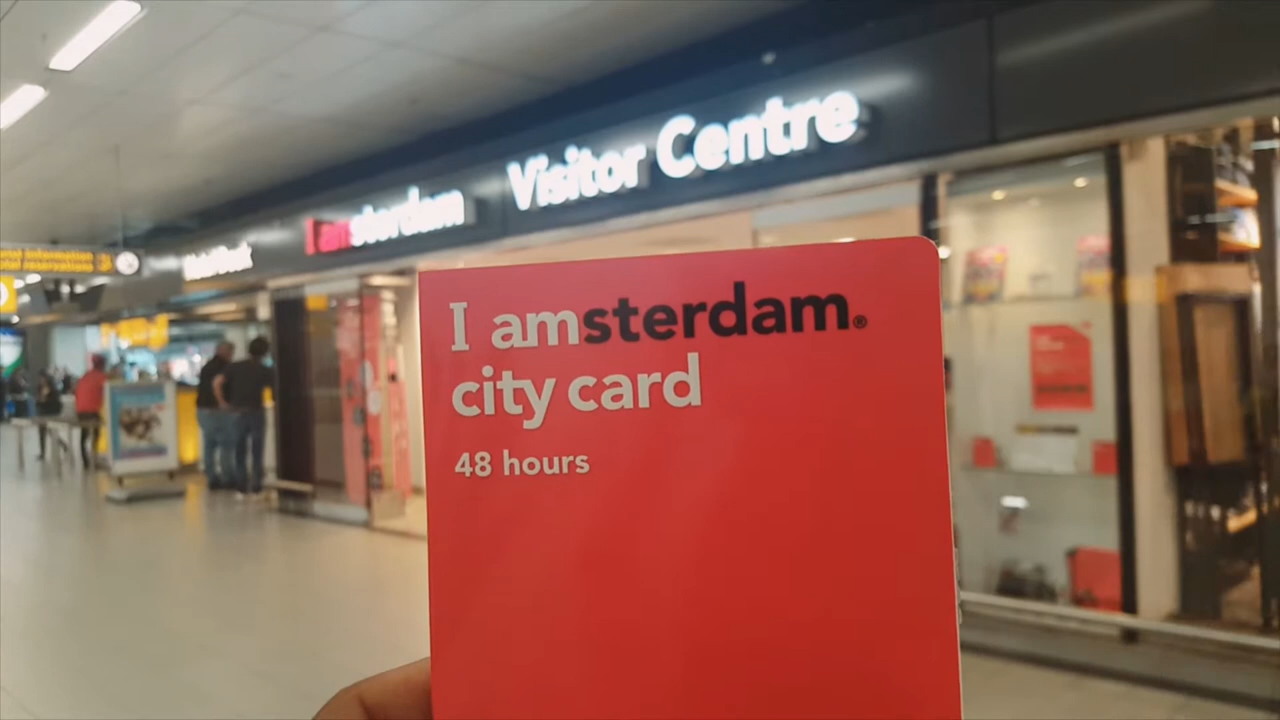 Visitor Centre
I amsterdam
I amsterdam®
city card
48 hours